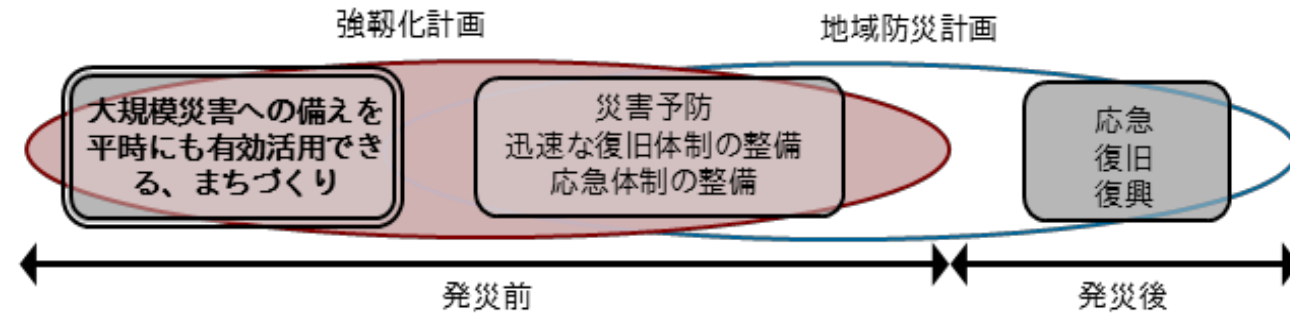 強靱化計画
地域防災計画
大規模災害への備えを
平時にも有効活用でき
る、まちづくり
災害予防
迅速な復旧体制の整備
応急体制の整備
応急
復旧
復興
発災前
発災後